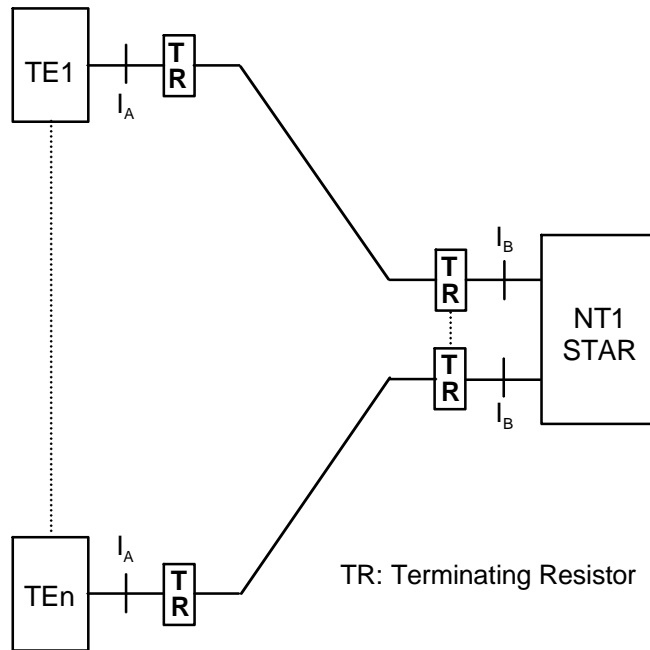 TE1
I_A
T
R
I_B
T
R
NT1
STAR
T
R
I_B
I_A
T
R
TEn
TR: Terminating Resistor